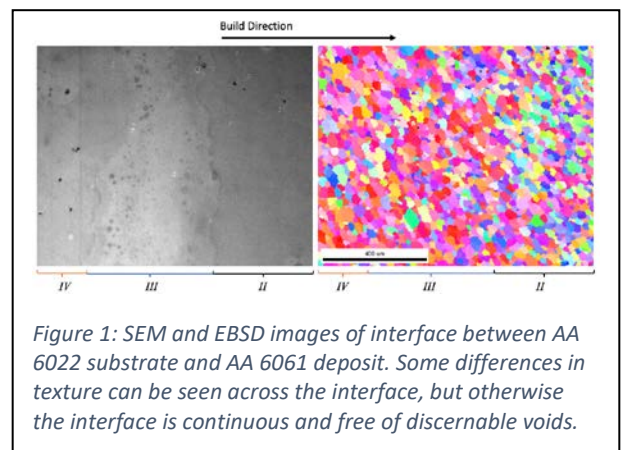 Build Direction
IV III II IV III II
Figure 1: SEM and EBSD images of interface between AA
6022 substrate and AA 6061 deposit. Some differences in
texture can be seen across the interface, but otherwise
the interface is continuous and free of discernable voids.